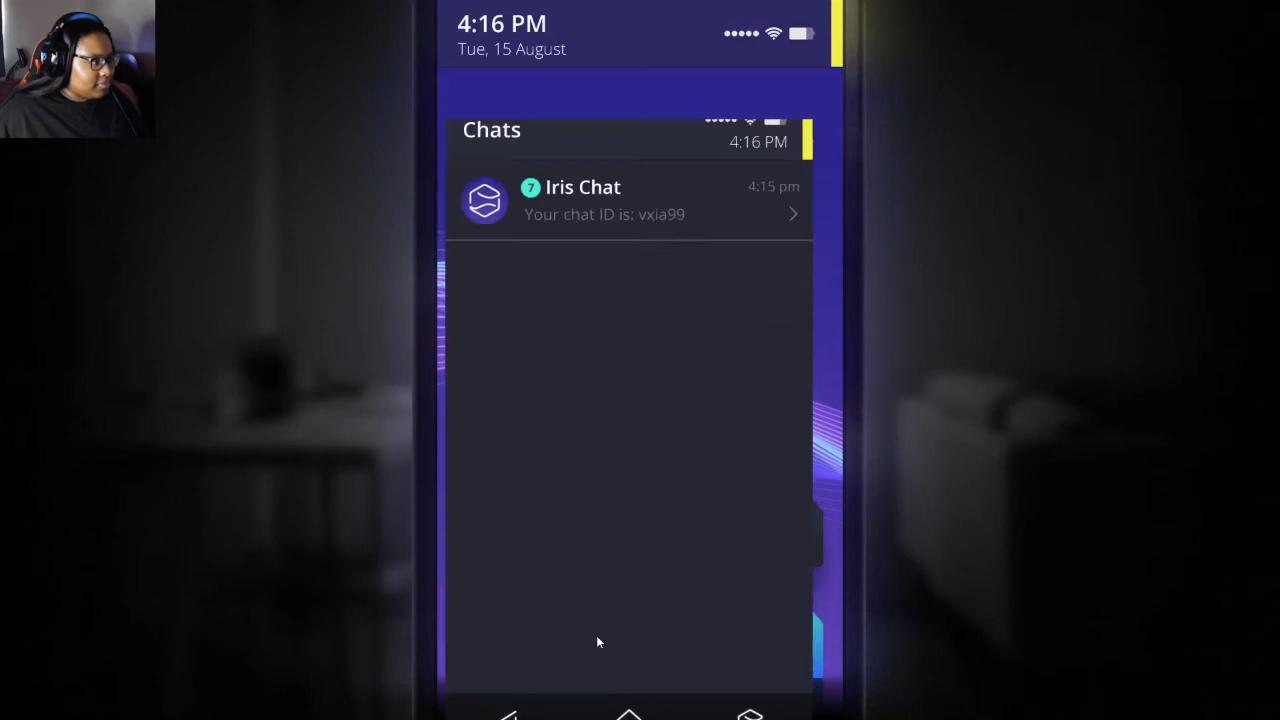 4:16 PM
Tue, 15 August
Chats
4:16 PM
7 Iris Chat
4:15 pm
Your chat ID is: vxia99